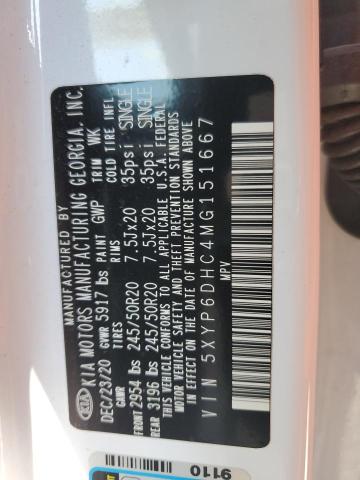 KIA
MANUFACTURED BY
KIA MOTORS MANUFACTURING GEORGIA, INC.
DEC/23/20 GVWR 5917 lbs PAINT GWP TRIM WK
GAWR TIRES RIMS COLD TIRE INFL
FRONT 2954 lbs 245/50R20 7.5Jx20 35psi SINGLE
REAR 3196 lbs 245/50R20 7.5Jx20 35psi SINGLE
THIS VEHICLE CONFORMS TO ALL APPLICABLE U.S.A. FEDERAL
MOTOR VEHICLE SAFETY AND THEFT PREVENTION STANDARDS
IN EFFECT ON THE DATE OF MANUFACTURE SHOWN ABOVE
VIN 5XYP6DHC4MG151667
MPV
9110